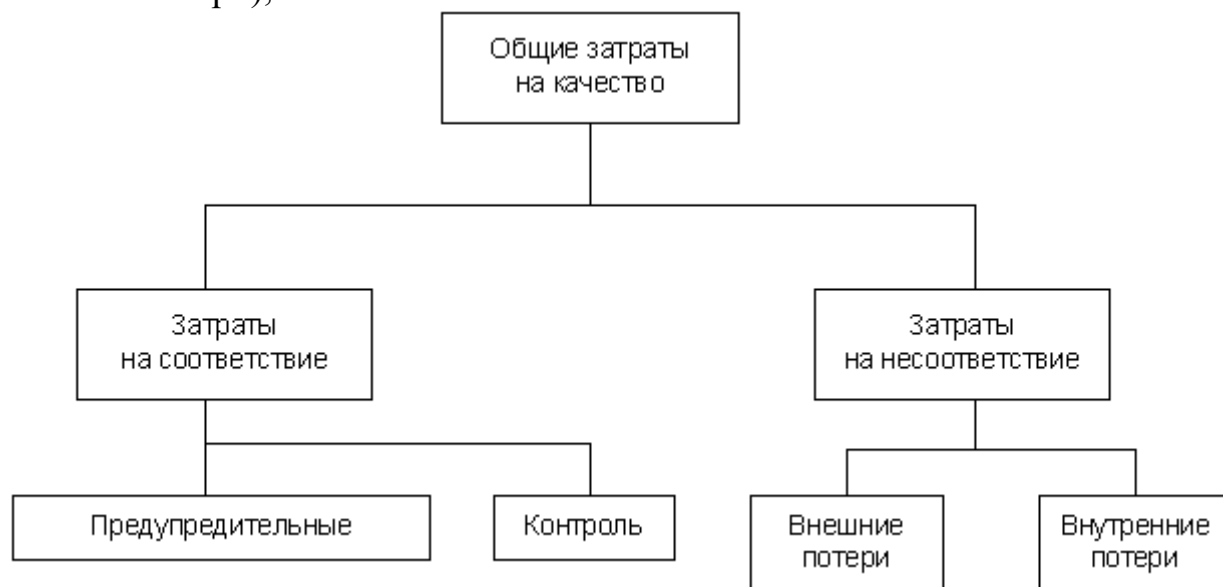 Общие затраты
на качество
Затраты
на соответствие
Затраты
на несоответствие
Предупредительные
Контроль
Внешние
потери
Внутренние
потери